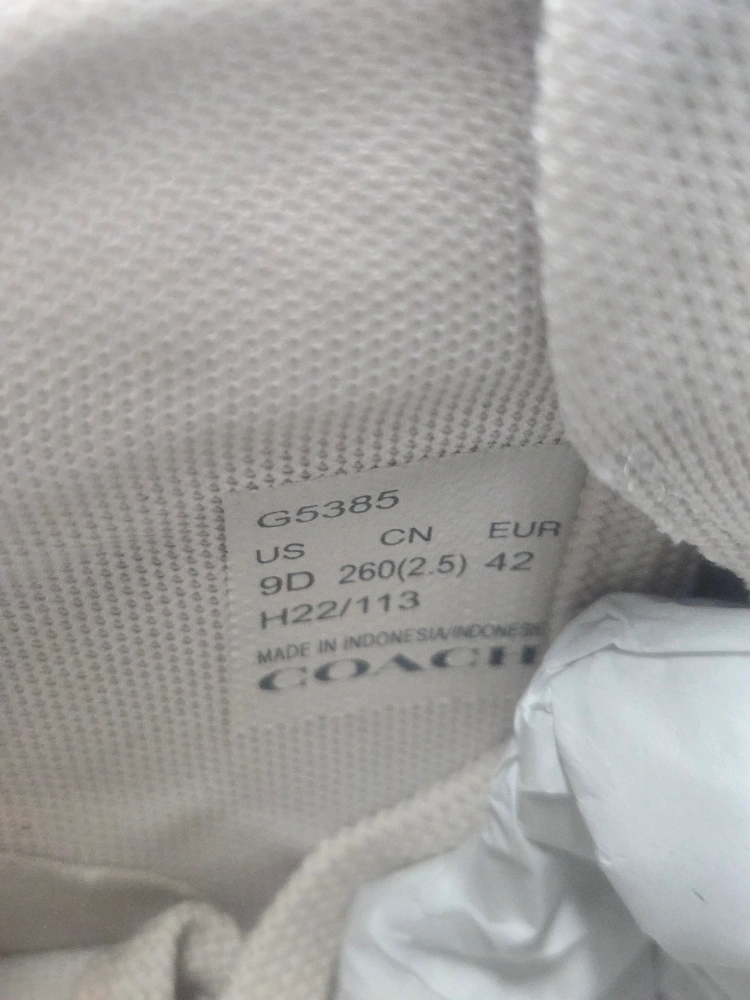 G5385
US CN EUR
9D 260(2.5) 42
H22/113
MADE IN INDONESIA/INDONESIE
COACH